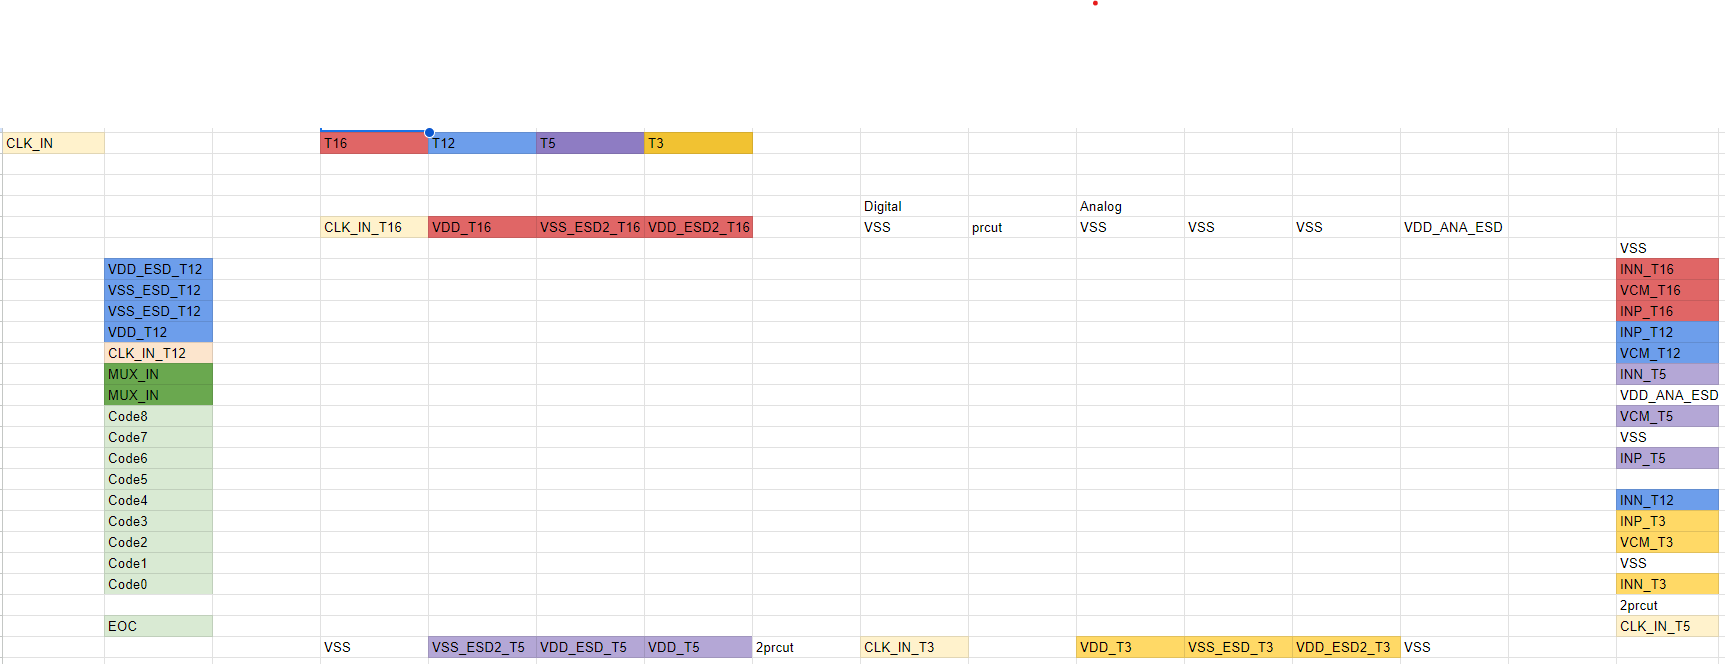 CLK_IN T16 T12 T5 T3
Digital Analog
CLK_IN_T16 VDD_T16 VSS_ESD2_T16 VDD_ESD2_T16 VSS prcut VSS VSS VSS VDD_ANA_ESD
VSS
VDD_ESD_T12 INN_T16
VSS_ESD_T12 VCM_T16
VSS_ESD_T12 INP_T16
VDD_T12 INP_T12
CLK_IN_T12 VCM_T12
MUX_IN INN_T5
MUX_IN VDD_ANA_ESD
Code8 VCM_T5
Code7 VSS
Code6 INP_T5
Code5
Code4 INN_T12
Code3 INP_T3
Code2 VCM_T3
Code1 VSS
Code0 INN_T3
2prcut
EOC CLK_IN_T5
VSS VSS_ESD2_T5 VDD_ESD_T5 VDD_T5 2prcut CLK_IN_T3 VDD_T3 VSS_ESD_T3 VDD_ESD2_T3 VSS